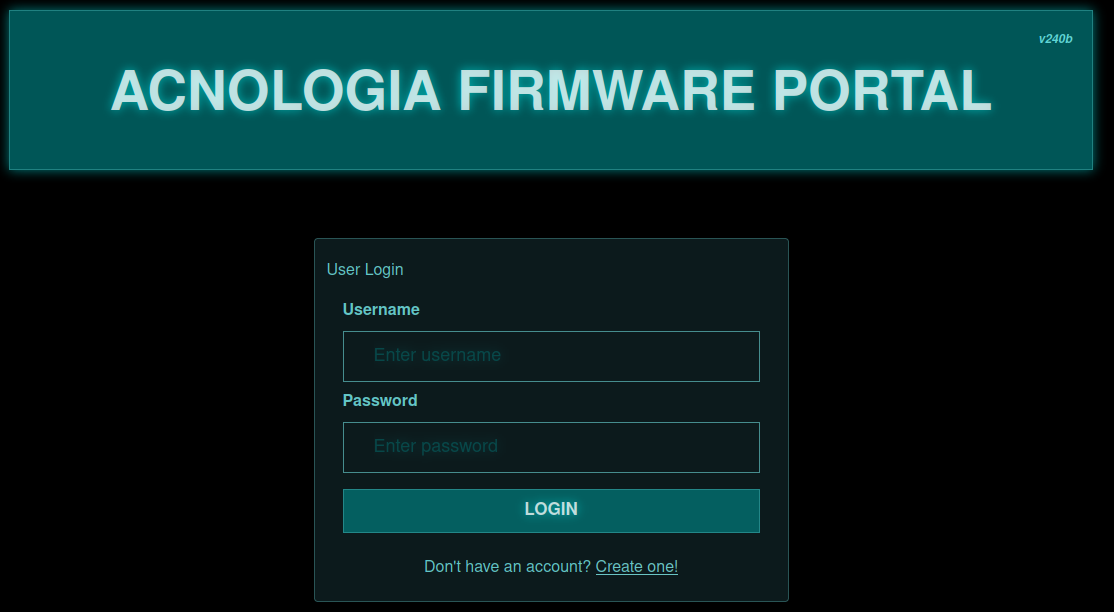 v240b
ACNOLOGIA FIRMWARE PORTAL
User Login
Username
Enter username
Password
Enter password
LOGIN
Don't have an account? Create one!